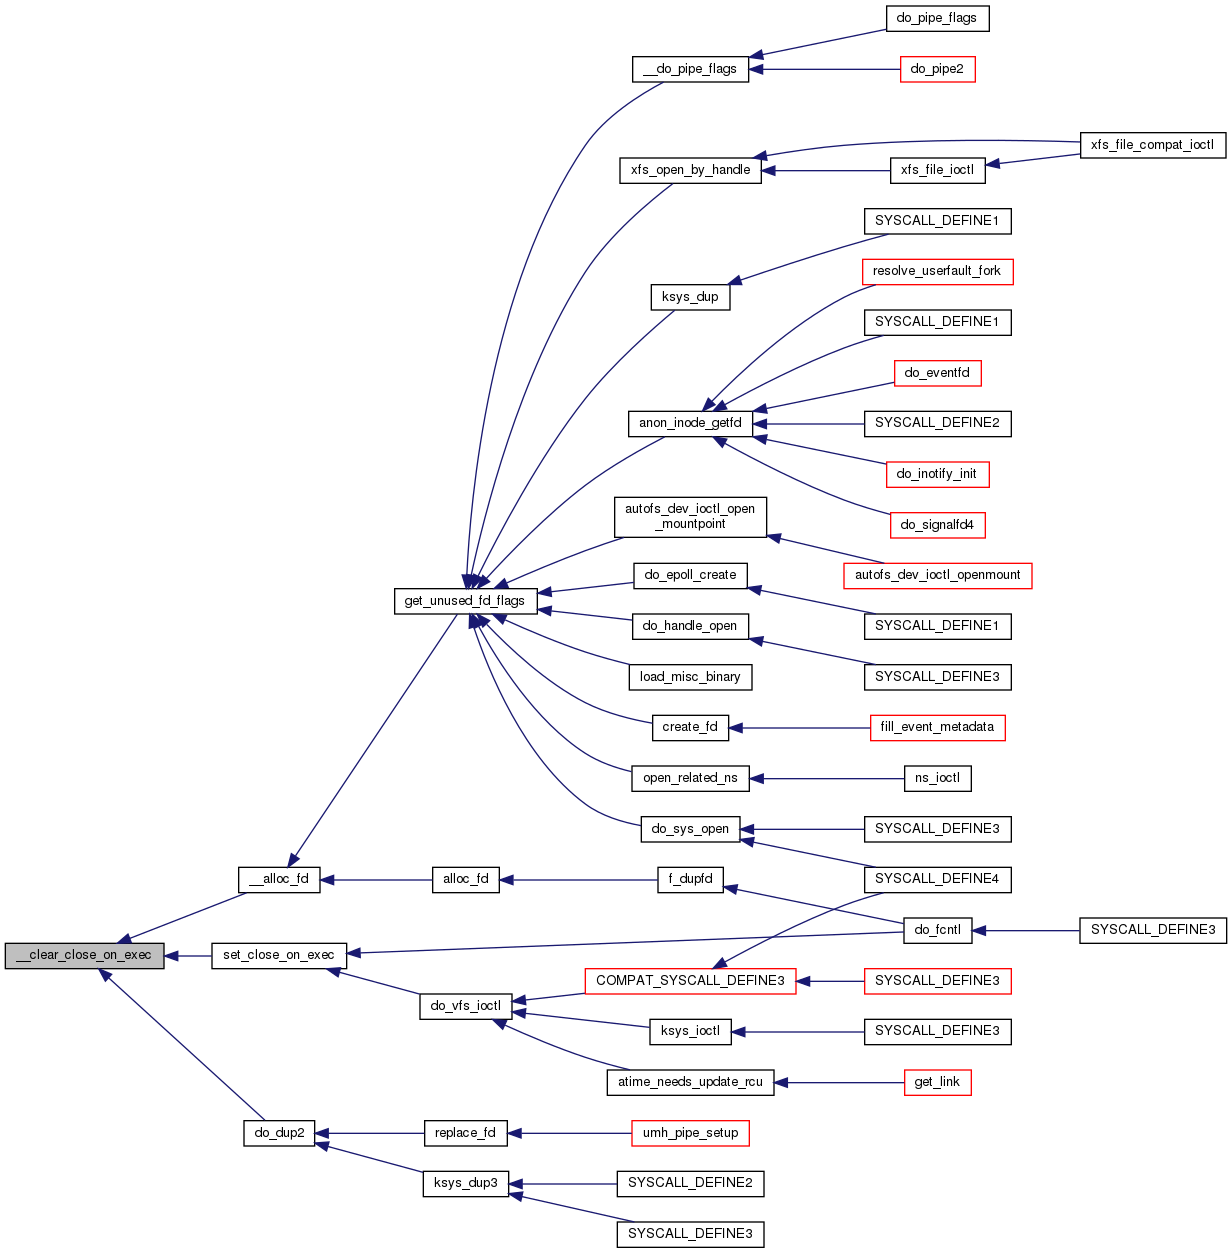 do_pipe_flags
__do_pipe_flags
do_pipe2
xfs_file_compat_ioctl
xfs_open_by_handle
xfs_file_ioctl
SYSCALL_DEFINE1
resolve_userfault_fork
ksys_dup
SYSCALL_DEFINE1
do_eventfd
anon_inode_getfd
SYSCALL_DEFINE2
do_inotify_init
autofs_dev_ioctl_open
_mountpoint
do_signalfd4
do_epoll_create
autofs_dev_ioctl_openmount
get_unused_fd_flags
do_handle_open
SYSCALL_DEFINE1
load_misc_binary
SYSCALL_DEFINE3
create_fd
fill_event_metadata
open_related_ns
ns_ioctl
do_sys_open
SYSCALL_DEFINE3
__alloc_fd
alloc_fd
f_dupfd
SYSCALL_DEFINE4
do_fcntl
SYSCALL_DEFINE3
__clear_close_on_exec
set_close_on_exec
COMPAT_SYSCALL_DEFINE3
SYSCALL_DEFINE3
do_vfs_ioctl
ksys_ioctl
SYSCALL_DEFINE3
atime_needs_update_rcu
get_link
do_dup2
replace_fd
umh_pipe_setup
ksys_dup3
SYSCALL_DEFINE2
SYSCALL_DEFINE3